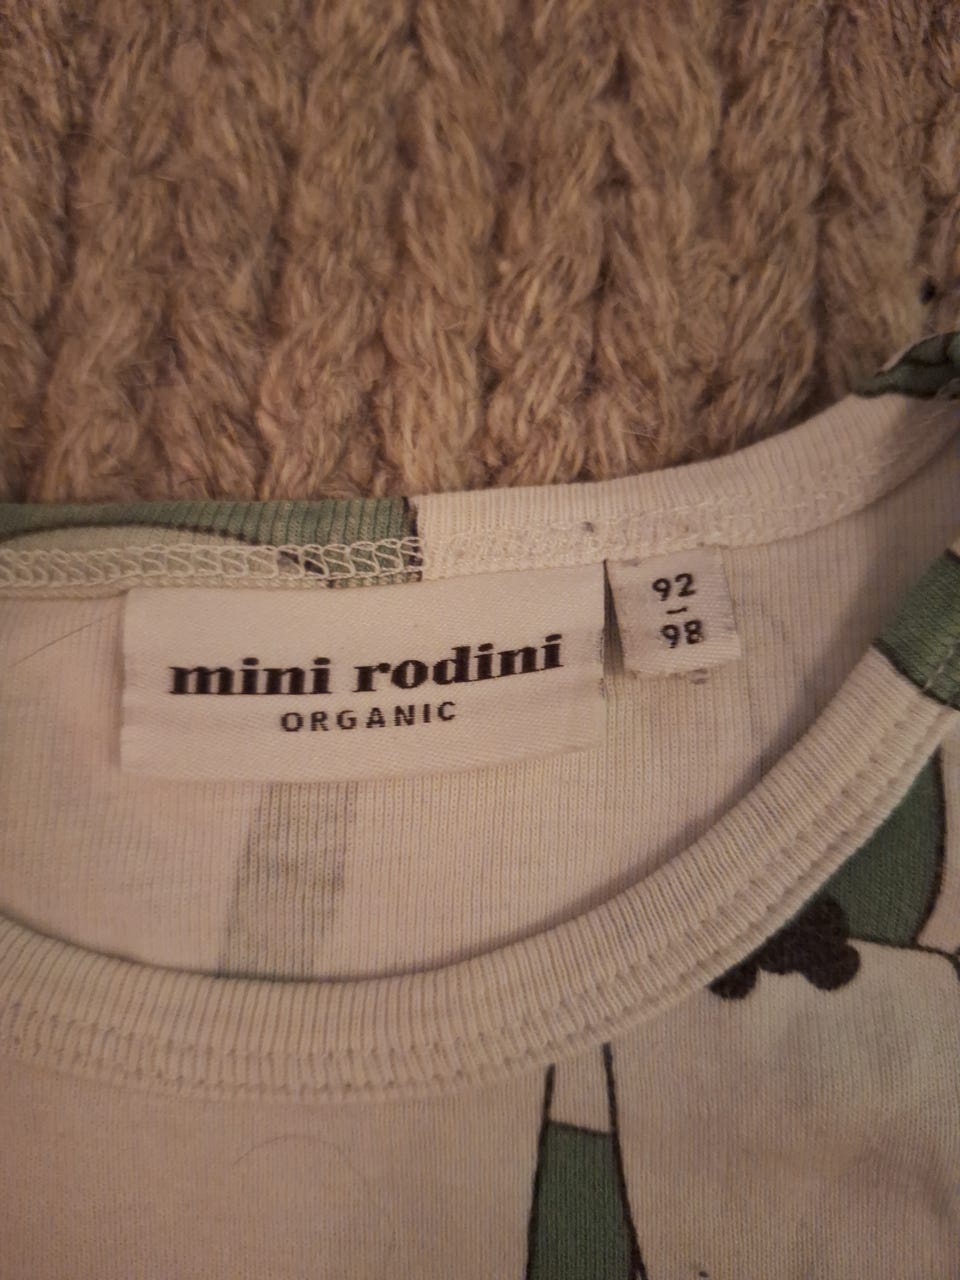 mini rodini
ORGANIC
92
–
98